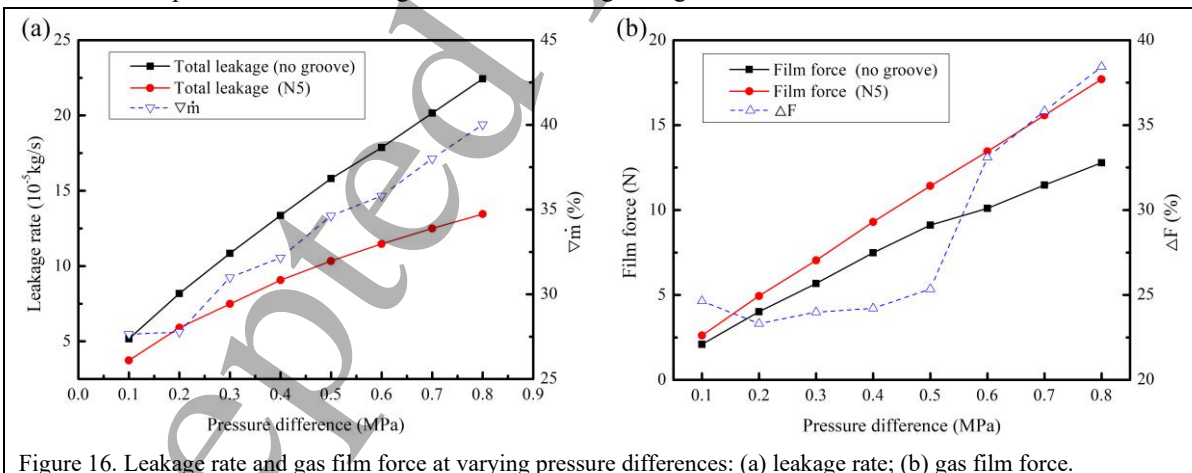 (a)
25
20
15
10
5
45
40
35
30
25
Total leakage (no groove)
Total leakage (N5)
▽ṁ
Leakage rate (10⁻⁵kg/s)
▽ṁ (%)
0.0 0.1 0.2 0.3 0.4 0.5 0.6 0.7 0.8 0.9
Pressure difference (MPa)
(b)
20
15
10
5
0
40
35
30
25
20
Film force (no groove)
Film force (N5)
△F
Film force (N)
△F (%)
0.1 0.2 0.3 0.4 0.5 0.6 0.7 0.8
Pressure difference (MPa)
Figure 16. Leakage rate and gas film force at varying pressure differences: (a) leakage rate; (b) gas film force.